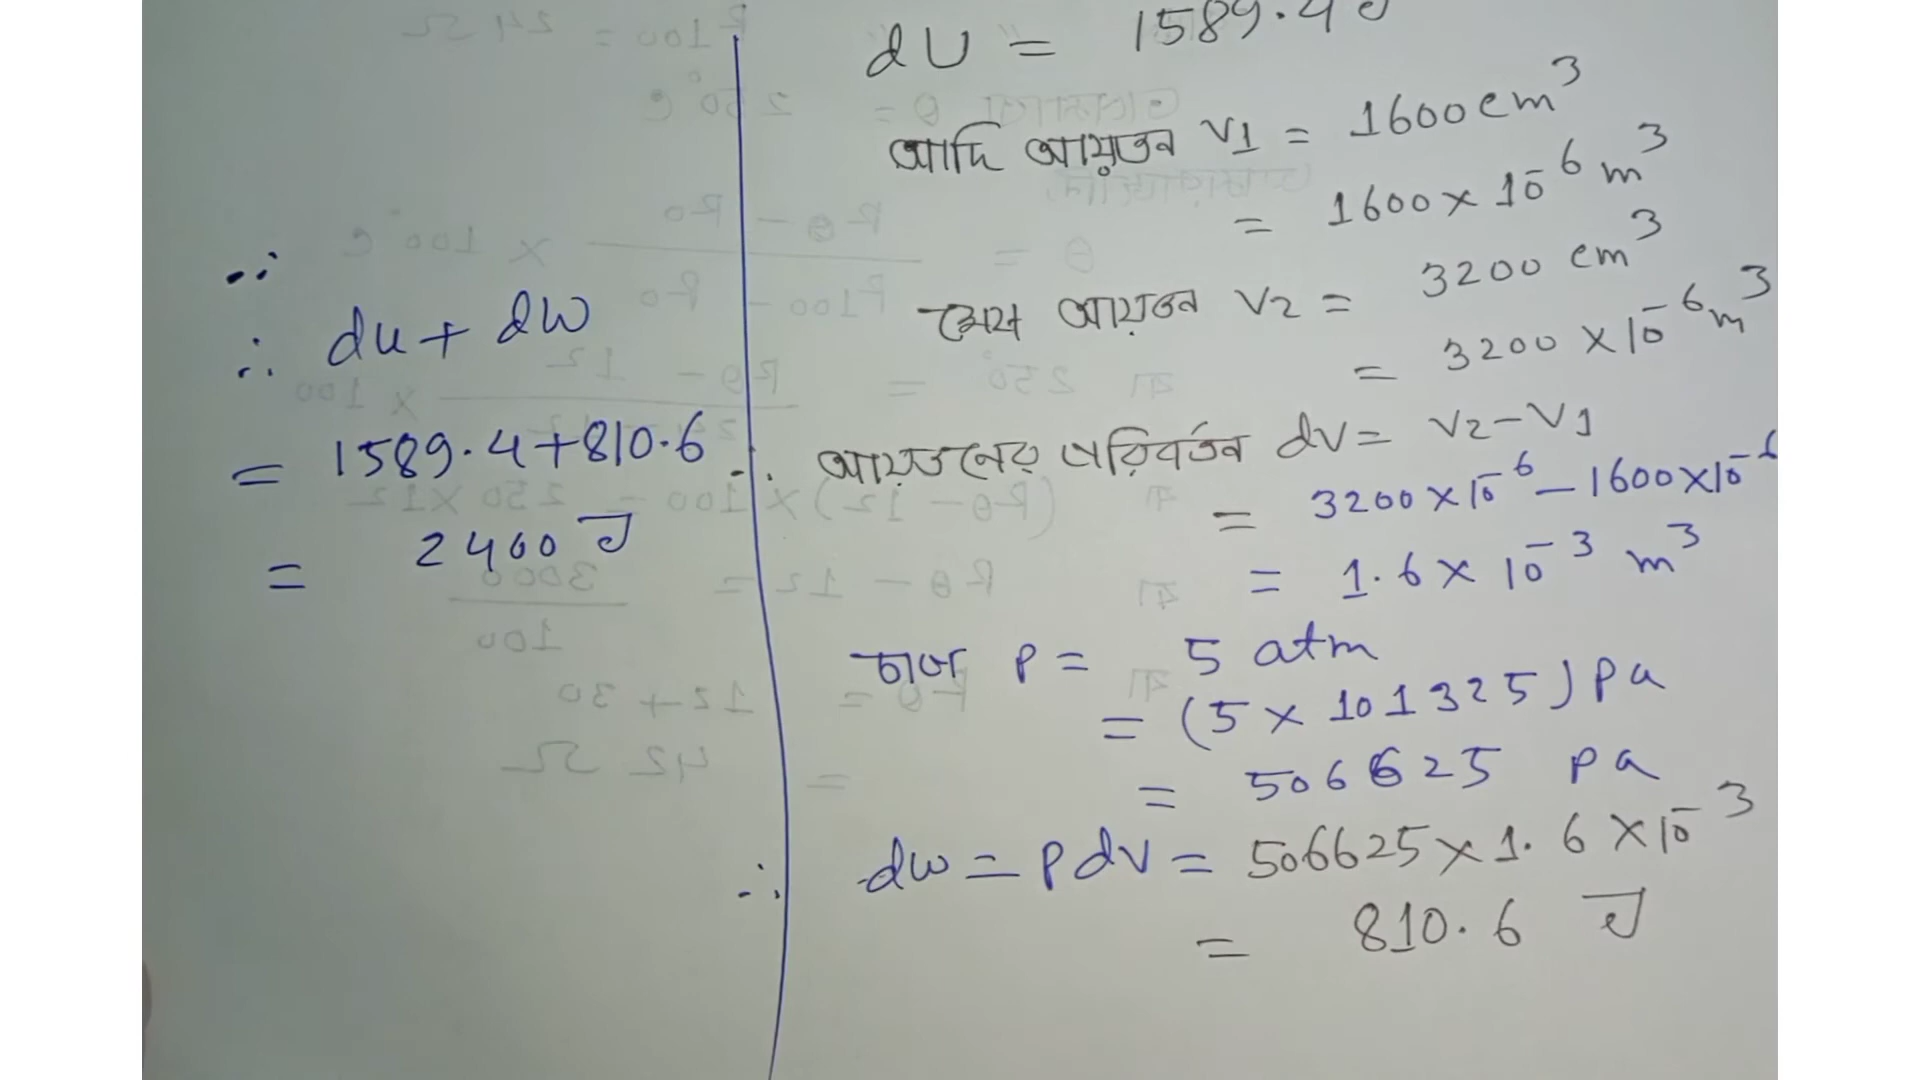 dU = 1589.4J
আদি আয়তন V1 = 1600 cm³
= 1600 × 10⁻⁶ m³
শেষ আয়তন V2 = 3200 cm³
= 3200 × 10⁻⁶ m³
∴ আয়তনের পরিবর্তন dV = V2 – V1
= 3200 × 10⁻⁶ – 1600 × 10⁻⁶
= 1.6 × 10⁻³ m³
চাপ P = 5 atm
= (5 × 101325) Pa
= 506625 Pa
∴ dW = PdV = 506625 × 1.6 × 10⁻³
= 810.6 J
∴ du + dW
= 1589.4 + 810.6
= 2400 J